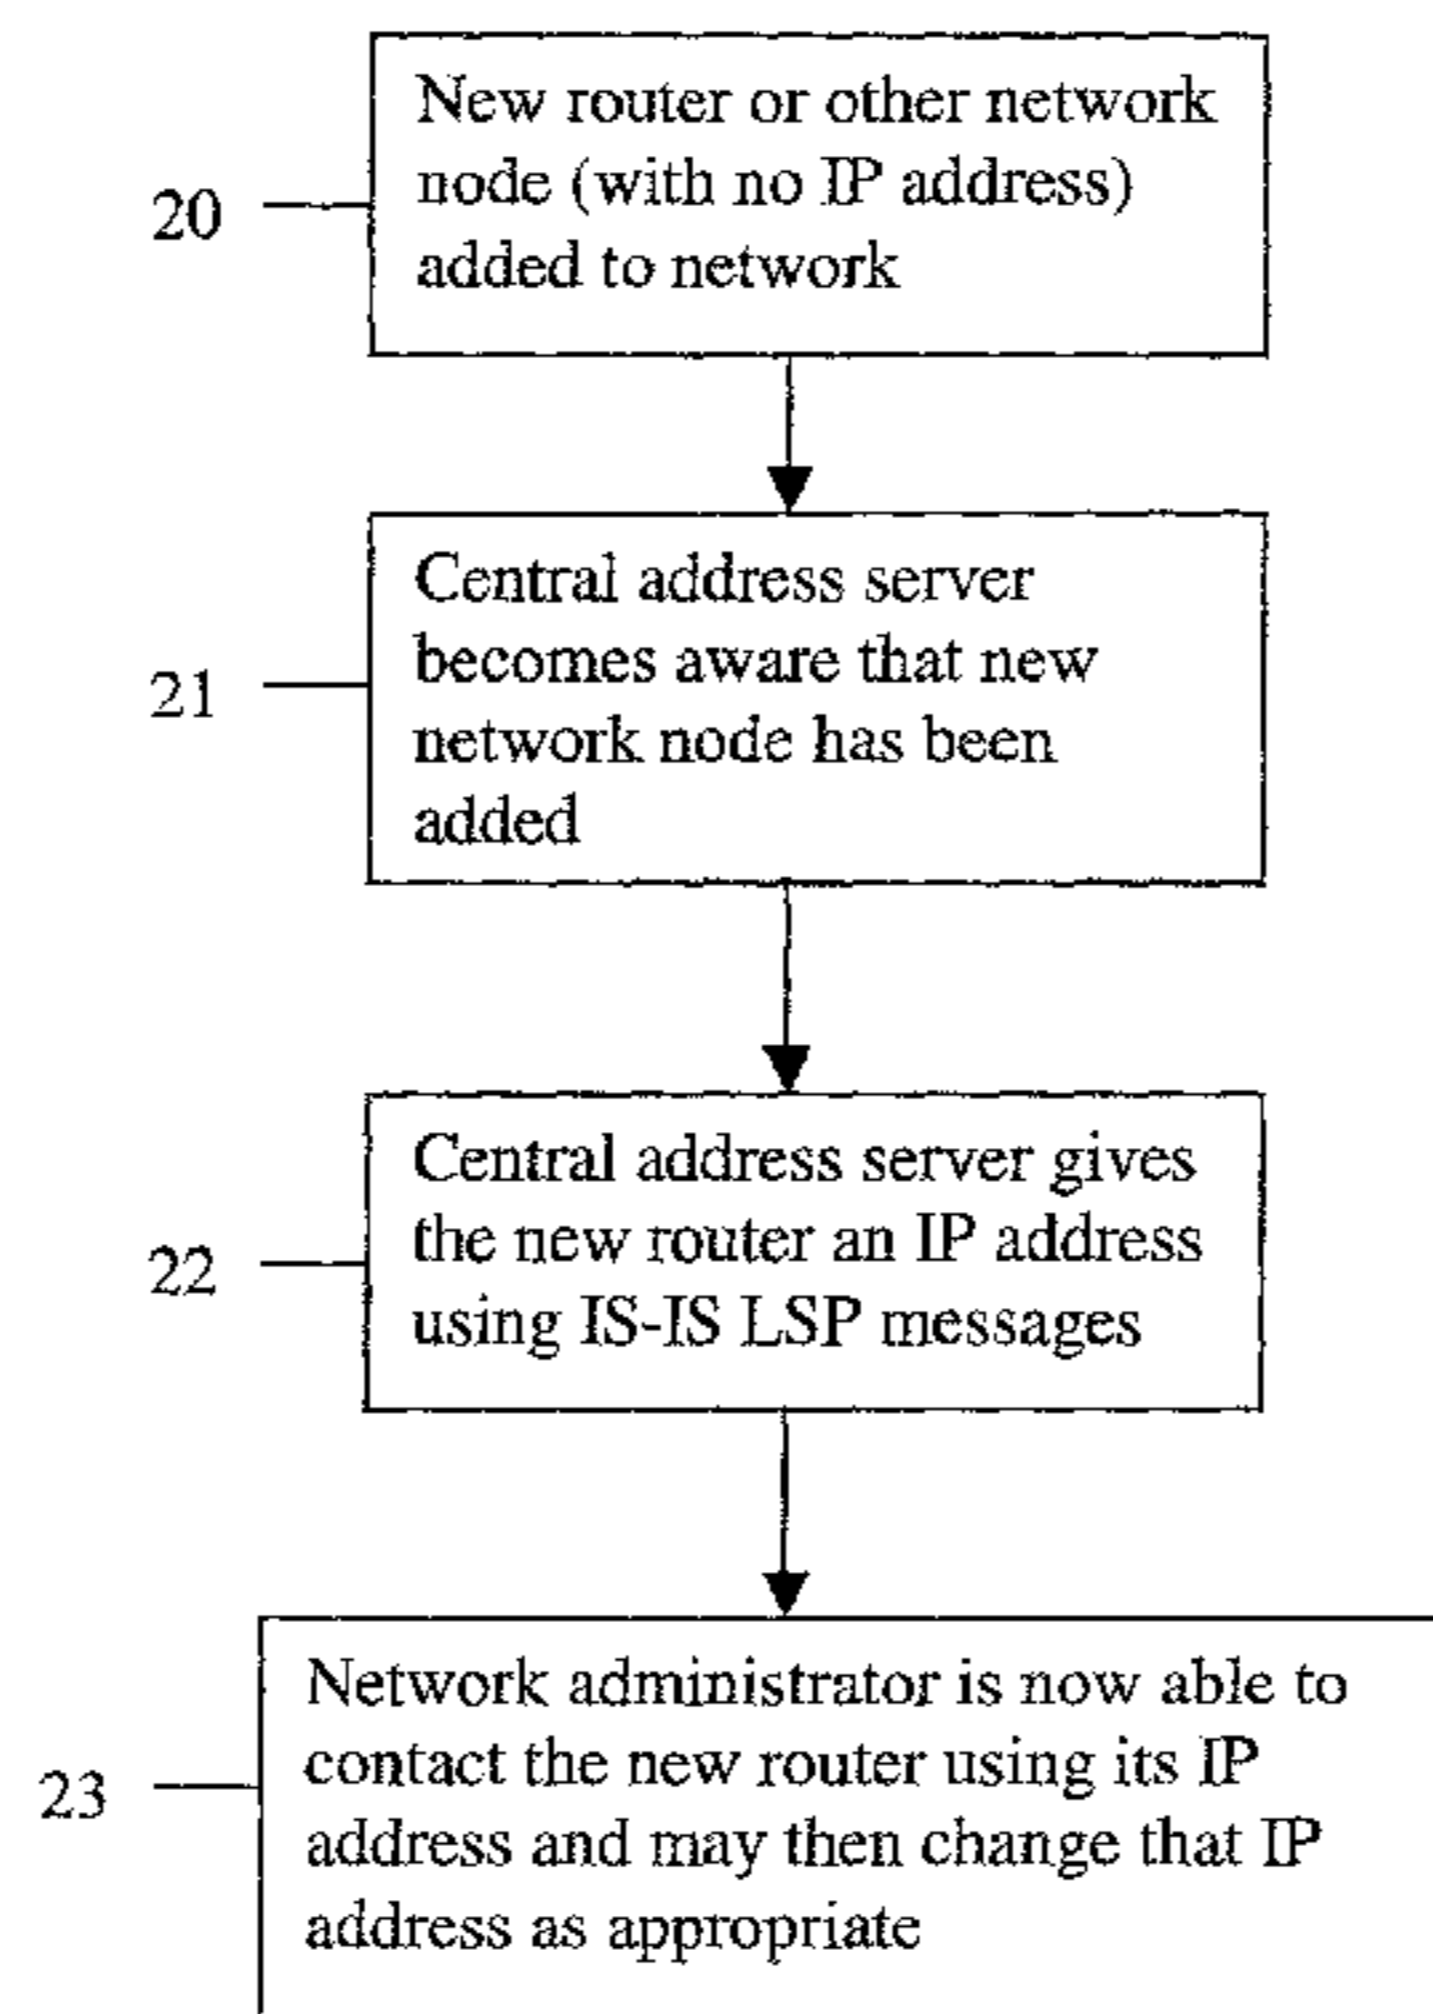 New router or other network
node (with no IP address)
added to network
20
Central address server
becomes aware that new
network node has been
added
21
Central address server gives
the new router an IP address
using IS-IS LSP messages
22
Network administrator is now able to
contact the new router using its IP
address and may then change that IP
address as appropriate
23